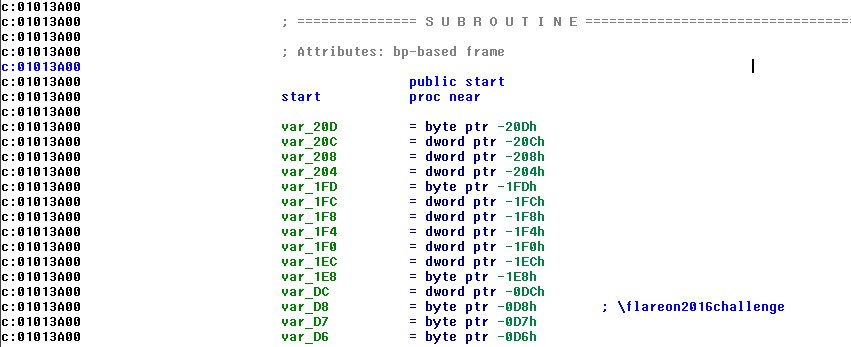 c:01013A00
c:01013A00 ; =============== S U B R O U T I N E =======================================
c:01013A00
c:01013A00 ; Attributes: bp-based frame
c:01013A00
c:01013A00 public start
c:01013A00 start proc near
c:01013A00
c:01013A00 var_20D = byte ptr -20Dh
c:01013A00 var_20C = dword ptr -20Ch
c:01013A00 var_208 = dword ptr -208h
c:01013A00 var_204 = dword ptr -204h
c:01013A00 var_1FD = byte ptr -1FDh
c:01013A00 var_1FC = dword ptr -1FCh
c:01013A00 var_1F8 = dword ptr -1F8h
c:01013A00 var_1F4 = dword ptr -1F4h
c:01013A00 var_1F0 = dword ptr -1F0h
c:01013A00 var_1EC = dword ptr -1ECh
c:01013A00 var_1E8 = byte ptr -1E8h
c:01013A00 var_DC = dword ptr -0DCh
c:01013A00 var_D8 = byte ptr -0D8h ; \flareon2016challenge
c:01013A00 var_D7 = byte ptr -0D7h
c:01013A00 var_D6 = byte ptr -0D6h